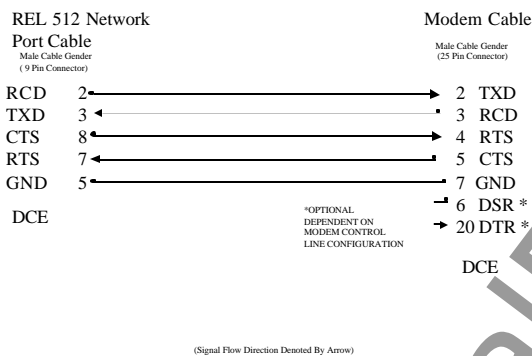 REL 512 Network
Port Cable
Male Cable Gender
( 9 Pin Connector)
Modem Cable
Male Cable Gender
(25 Pin Connector)
RCD 2 2 TXD
TXD 3 3 RCD
CTS 8 4 RTS
RTS 7 5 CTS
GND 5 7 GND
6 DSR *
DCE
20 DTR *
*OPTIONAL
DEPENDENT ON
MODEM CONTROL
LINE CONFIGURATION
DCE
(Signal Flow Direction Denoted By Arrow)